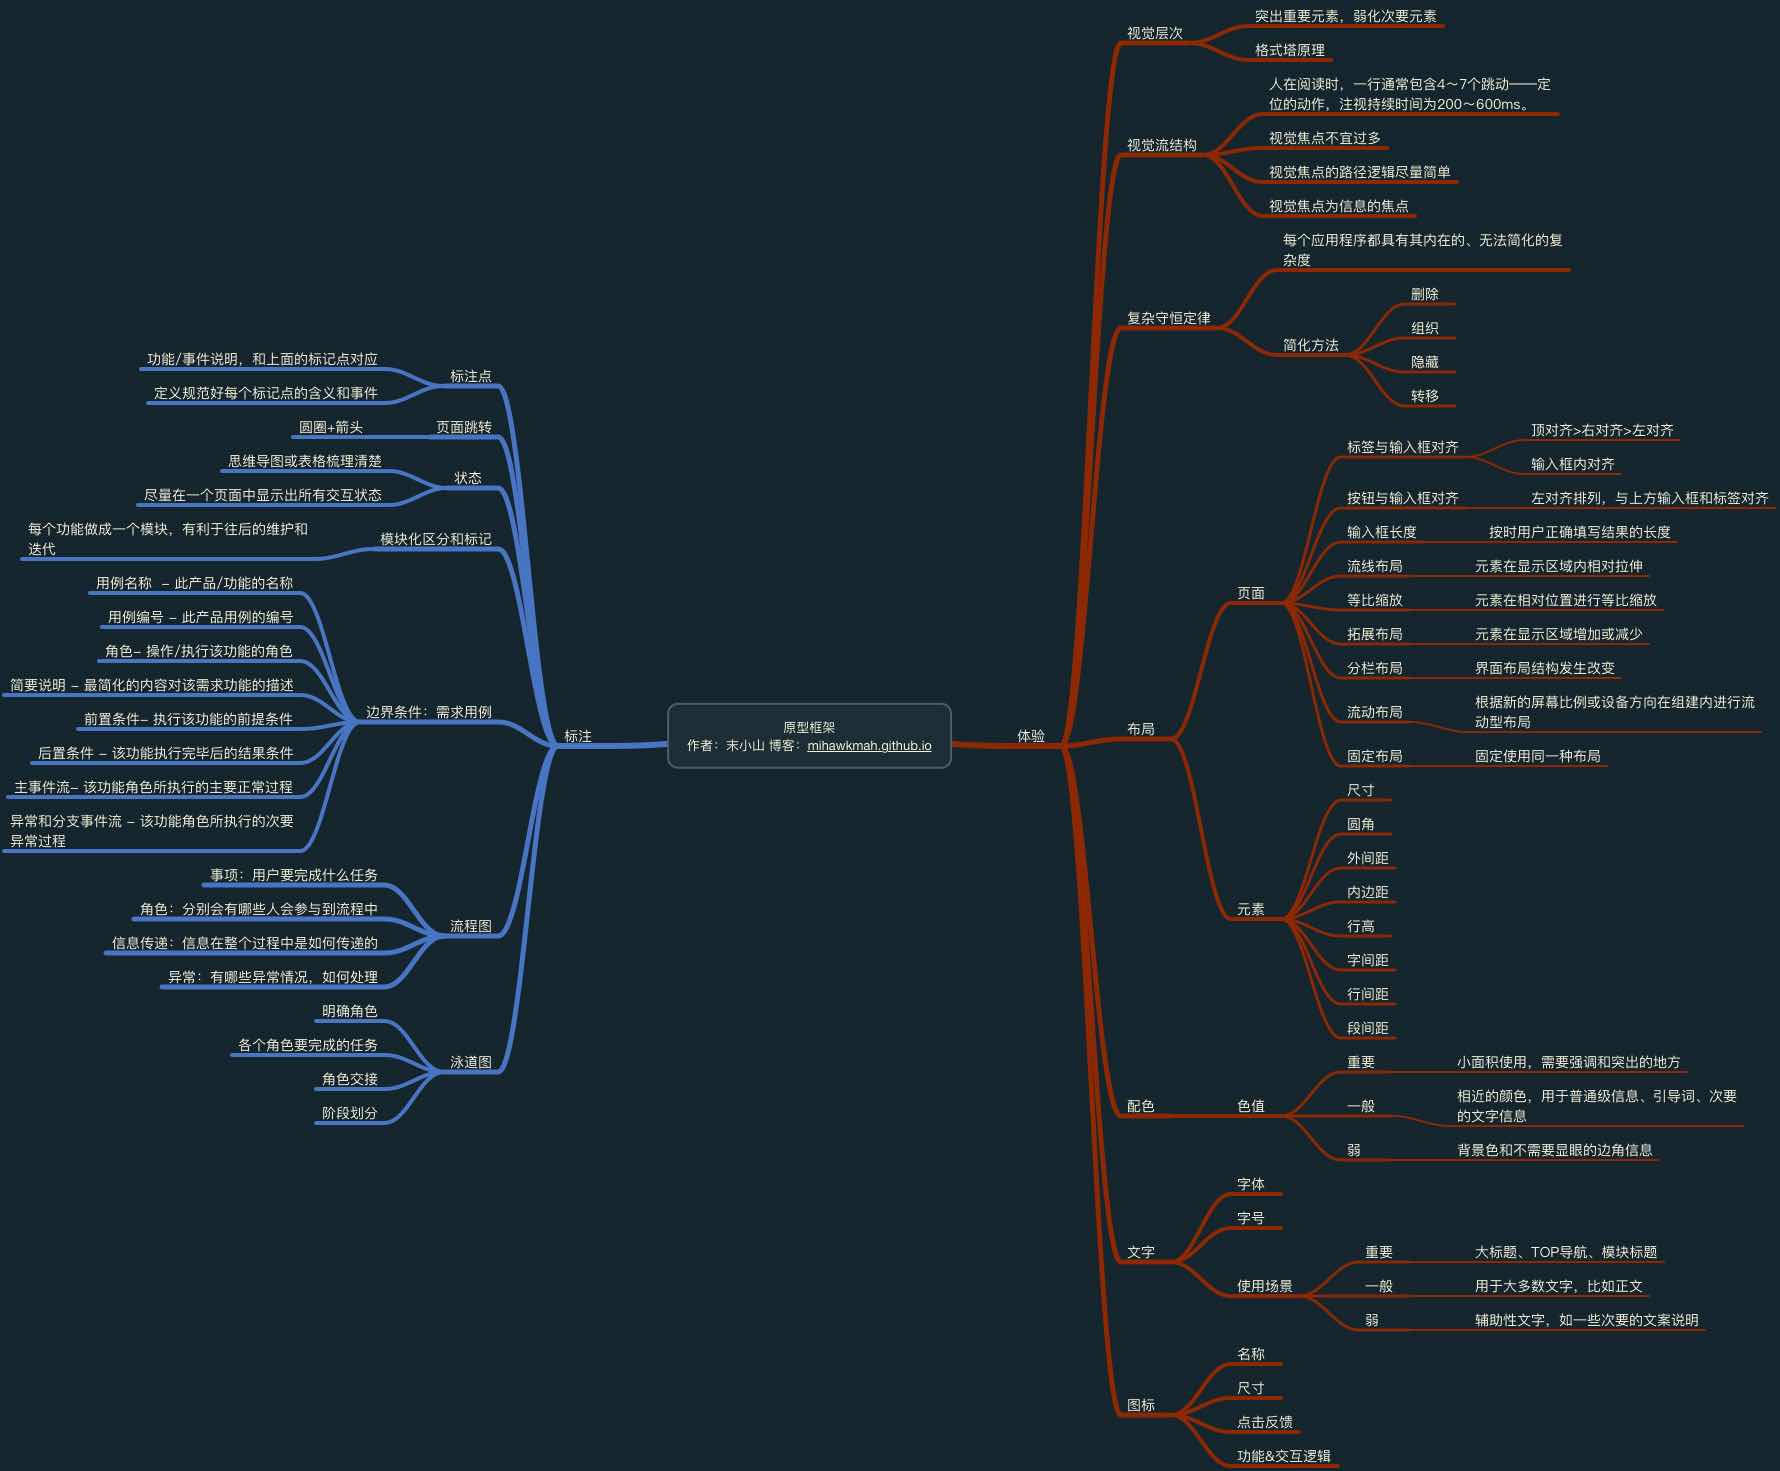 原型框架
作者：末小山 博客：mihawkmah.github.io
标注
标注点
功能/事件说明，和上面的标记点对应
定义规范好每个标记点的含义和事件
页面跳转
圆圈+箭头
状态
思维导图或表格梳理清楚
尽量在一个页面中显示出所有交互状态
模块化区分和标记
每个功能做成一个模块，有利于往后的维护和
迭代
边界条件：需求用例
用例名称 - 此产品/功能的名称
用例编号 - 此产品用例的编号
角色- 操作/执行该功能的角色
简要说明 - 最简化的内容对该需求功能的描述
前置条件- 执行该功能的前提条件
后置条件 - 该功能执行完毕后的结果条件
主事件流- 该功能角色所执行的主要正常过程
异常和分支事件流 - 该功能角色所执行的次要
异常过程
流程图
事项：用户要完成什么任务
角色：分别会有哪些人会参与到流程中
信息传递：信息在整个过程中是如何传递的
异常：有哪些异常情况，如何处理
泳道图
明确角色
各个角色要完成的任务
角色交接
阶段划分
体验
视觉层次
突出重要元素，弱化次要元素
格式塔原理
视觉流结构
人在阅读时，一行通常包含4～7个跳动——定
位的动作，注视持续时间为200～600ms。
视觉焦点不宜过多
视觉焦点的路径逻辑尽量简单
视觉焦点为信息的焦点
复杂守恒定律
每个应用程序都具有其内在的、无法简化的复
杂度
简化方法
删除
组织
隐藏
转移
布局
页面
标签与输入框对齐
顶对齐>右对齐>左对齐
输入框内对齐
按钮与输入框对齐
左对齐排列，与上方输入框和标签对齐
输入框长度
按时用户正确填写结果的长度
流线布局
元素在显示区域内相对拉伸
等比缩放
元素在相对位置进行等比缩放
拓展布局
元素在显示区域增加或减少
分栏布局
界面布局结构发生改变
流动布局
根据新的屏幕比例或设备方向在组建内进行流
动型布局
固定布局
固定使用同一种布局
元素
尺寸
圆角
外间距
内边距
行高
字间距
行间距
段间距
配色
色值
重要
小面积使用，需要强调和突出的地方
一般
相近的颜色，用于普通级信息、引导词、次要
的文字信息
弱
背景色和不需要显眼的边角信息
文字
字体
字号
使用场景
重要
大标题、TOP导航、模块标题
一般
用于大多数文字，比如正文
弱
辅助性文字，如一些次要的文案说明
图标
名称
尺寸
点击反馈
功能&交互逻辑